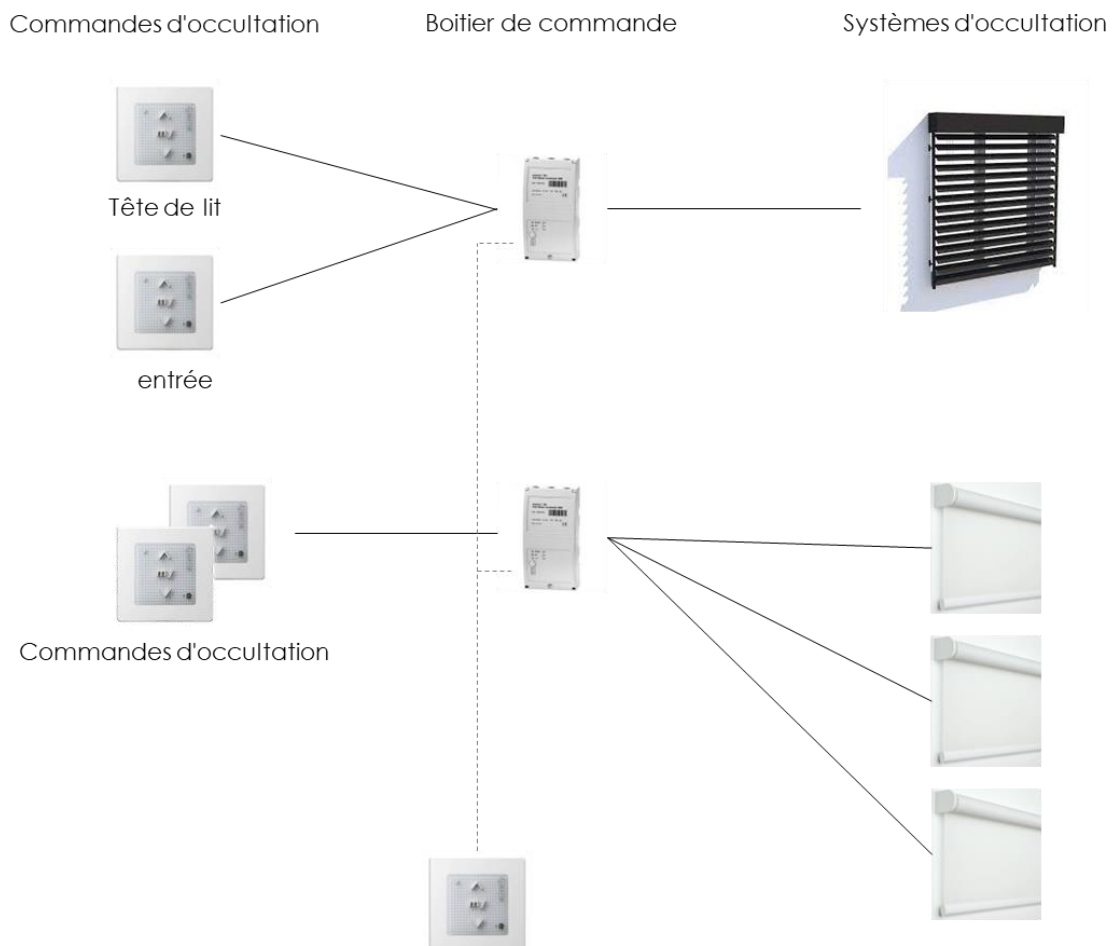 Commandes d'occultation
Boitier de commande
Systèmes d'occultation
Tête de lit
entrée
Commandes d'occultation